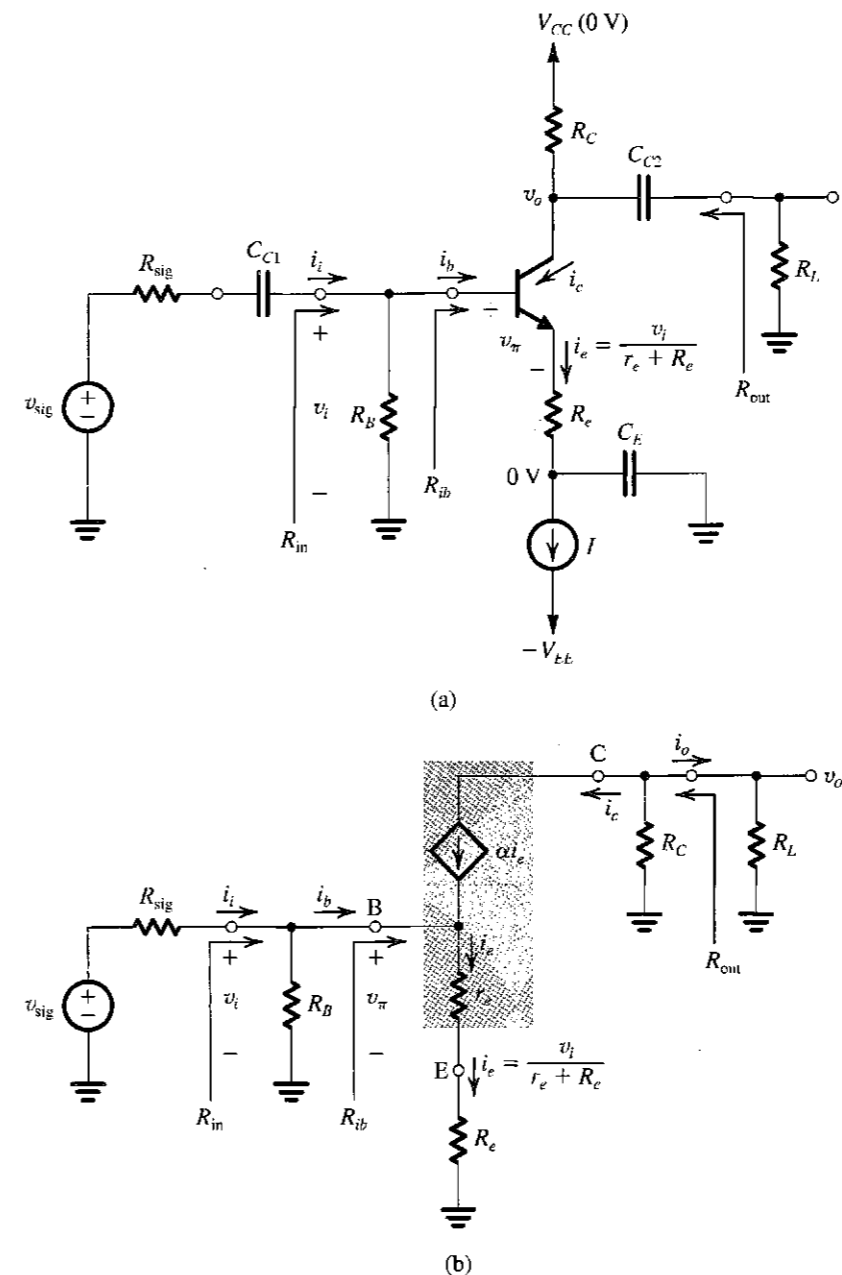 V_CC (0 V)
R_C
C_C2
v_o
R_sig
C_C1
i_i
i_b
i_c
R_L
+
+
v_π
i_e = v_i / (r_e + R_e)
−
R_out
v_sig
+
−
R_B
v_i
R_e
C_E
−
R_ib
0 V
R_in
I
−V_EE
(a)
C
i_o
v_o
i_c
αi_e
R_C
R_L
R_sig
i_i
i_b
B
+
+
i_e
R_out
v_sig
+
−
v_i
R_B
v_π
r_e
−
−
E
i_e = v_i / (r_e + R_e)
R_in
R_ib
R_e
(b)